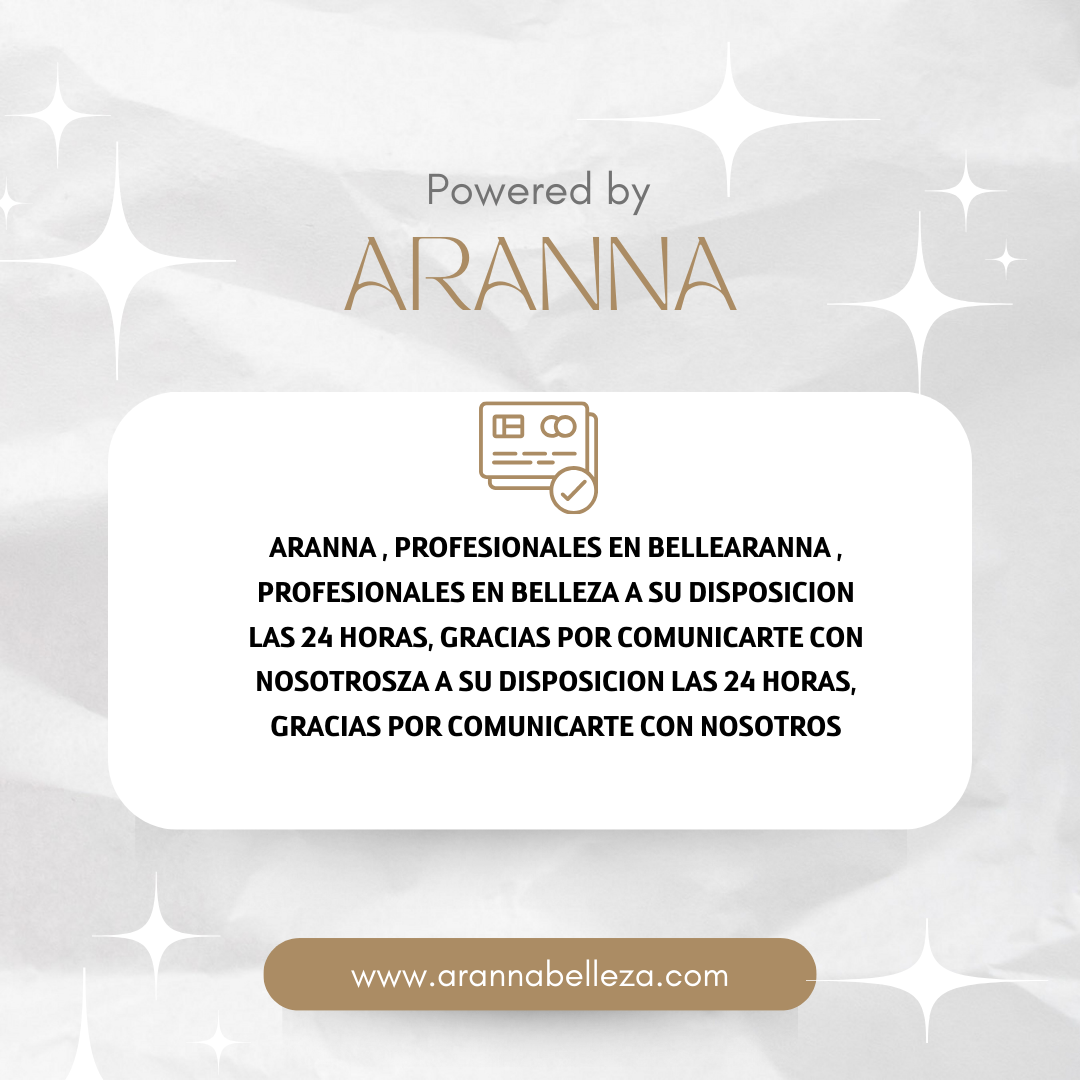 Powered by
ARANNA
ARANNA , PROFESIONALES EN BELLEARANNA ,
PROFESIONALES EN BELLEZA A SU DISPOSICION
LAS 24 HORAS, GRACIAS POR COMUNICARTE CON
NOSOTROSZA A SU DISPOSICION LAS 24 HORAS,
GRACIAS POR COMUNICARTE CON NOSOTROS
www.arannabelleza.com